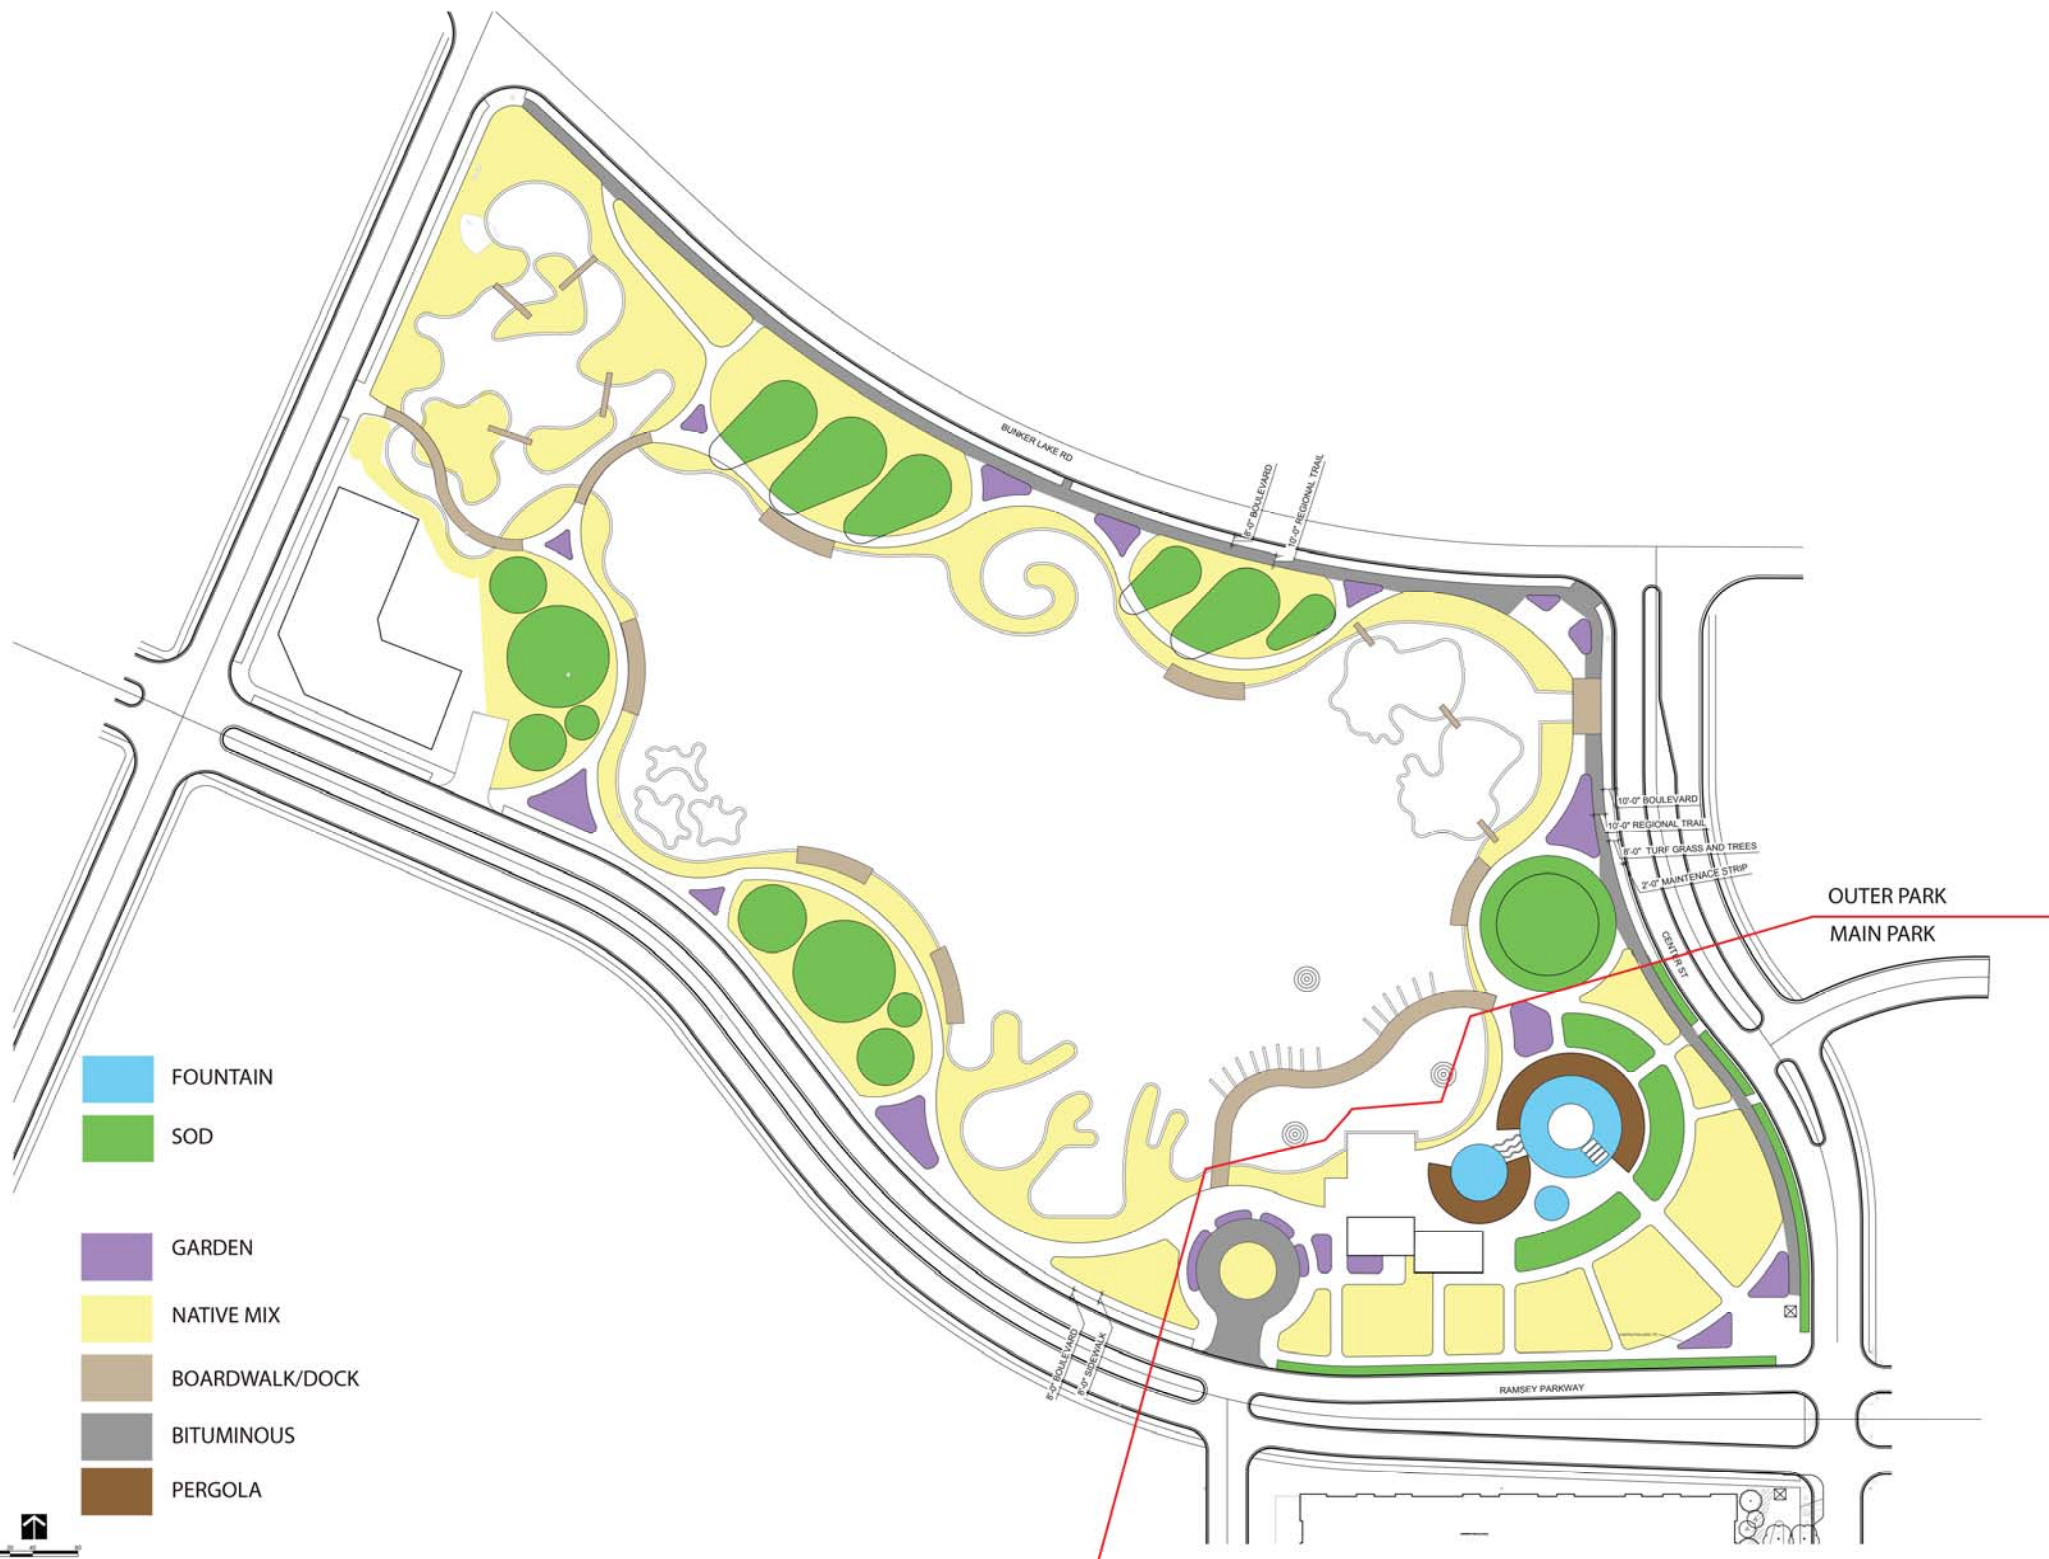 BUNKER LAKE RD
8'-0" BOULEVARD
10'-0" REGIONAL TRAIL
10'-0" BOULEVARD
10'-0" REGIONAL TRAIL
8'-0" TURF GRASS AND TREES
2'-0" MAINTENACE STRIP
OUTER PARK
MAIN PARK
CENTER ST
FOUNTAIN
SOD
GARDEN
NATIVE MIX
BOARDWALK/DOCK
BITUMINOUS
PERGOLA
8'-0" BOULEVARD
8'-0" SIDEWALK
RAMSEY PARKWAY